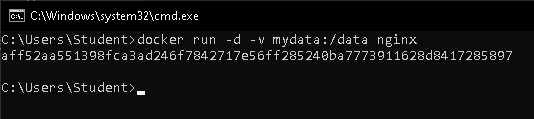 C:\Windows\system32\cmd.exe
C:\Users\Student>docker run -d -v mydata:/data nginx
aff52aa551398fca3ad246f7842717e56ff285240ba7773911628d8417285897
C:\Users\Student>